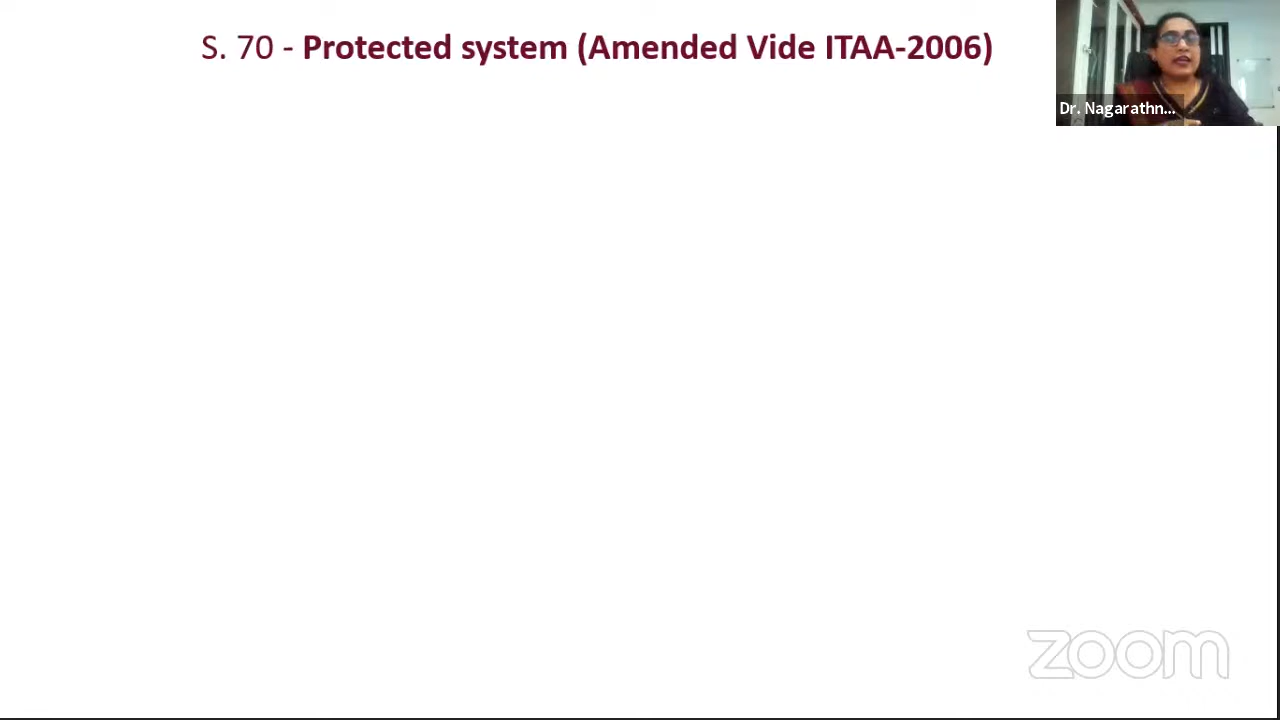 S. 70 - Protected system (Amended Vide ITAA-2006)
Dr. Nagarathn...
zoom